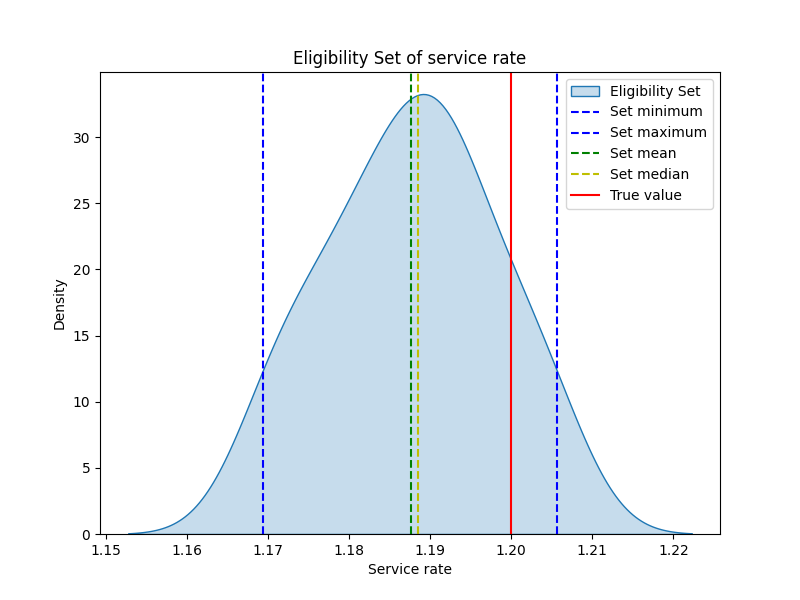 Eligibility Set of service rate
Eligibility Set
Set minimum
Set maximum
Set mean
Set median
True value
Density
30
25
20
15
10
5
0
1.15 1.16 1.17 1.18 1.19 1.20 1.21 1.22
Service rate